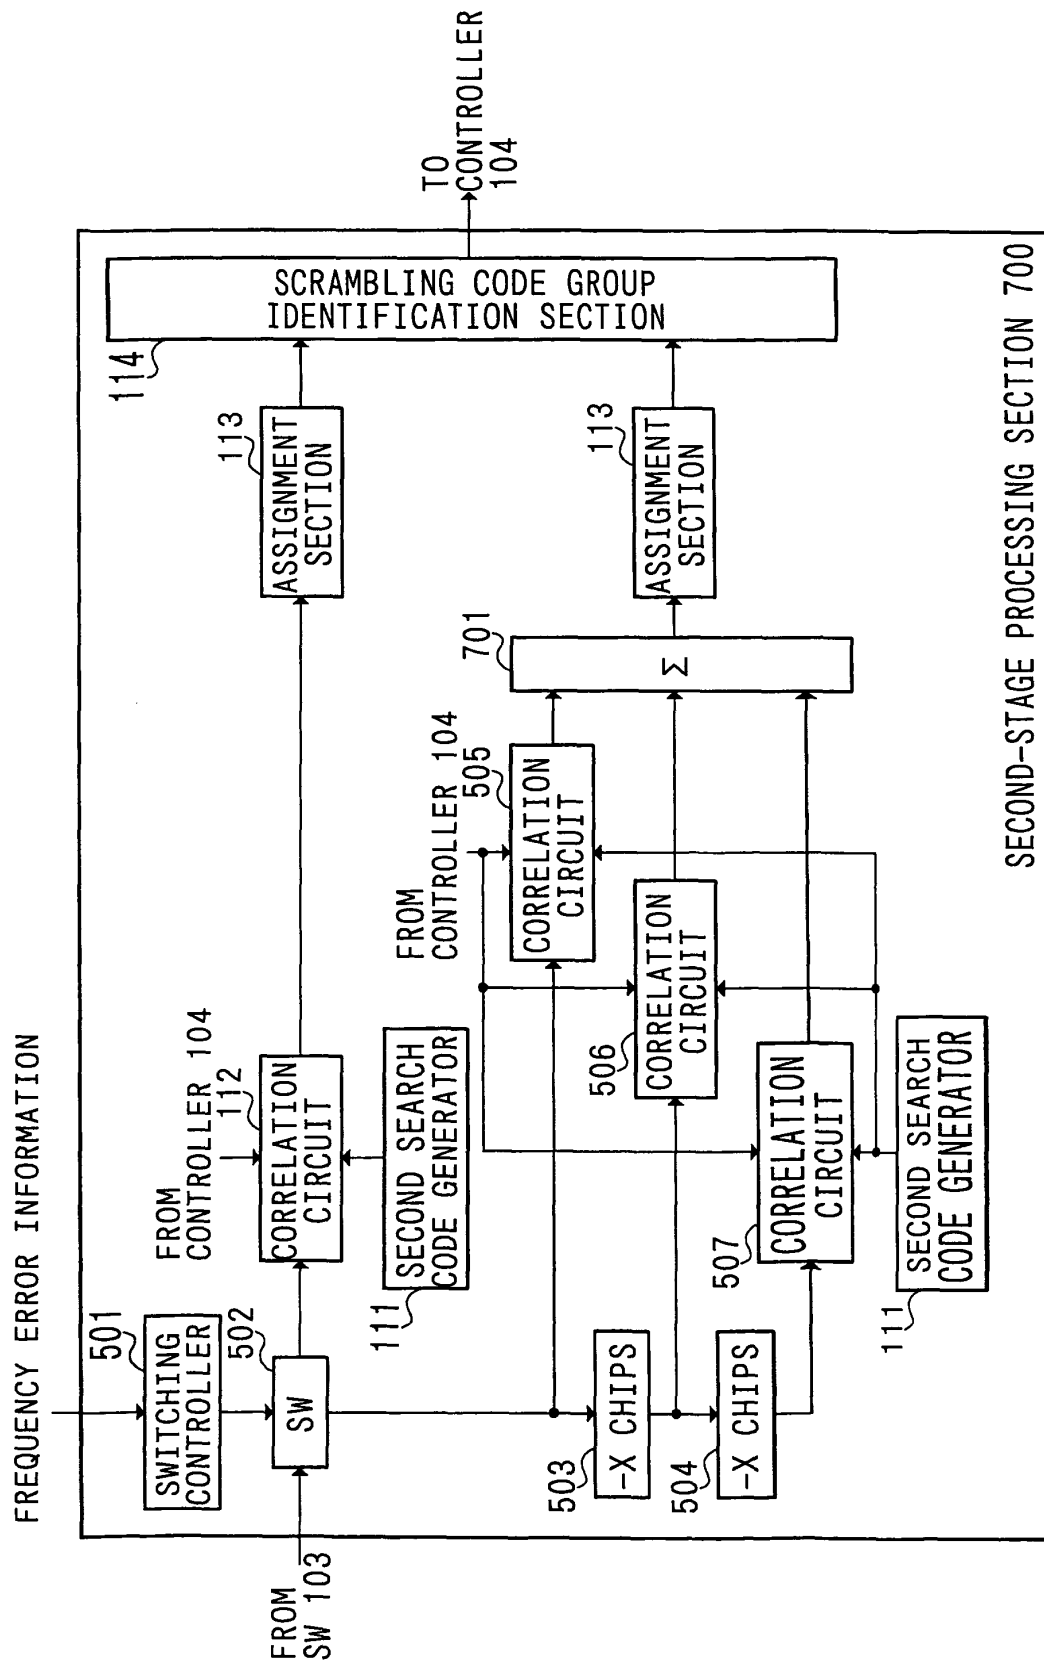 FREQUENCY ERROR INFORMATION
FROM
SW 103
501
SWITCHING
CONTROLLER
502
SW
FROM
CONTROLLER 104
112
CORRELATION
CIRCUIT
111
SECOND SEARCH
CODE GENERATOR
113
ASSIGNMENT
SECTION
114
SCRAMBLING CODE GROUP
IDENTIFICATION SECTION
TO
CONTROLLER
104
503
-X CHIPS
504
-X CHIPS
FROM
CONTROLLER 104
505
CORRELATION
CIRCUIT
506
CORRELATION
CIRCUIT
507
CORRELATION
CIRCUIT
111
SECOND SEARCH
CODE GENERATOR
701
Σ
113
ASSIGNMENT
SECTION
SECOND-STAGE PROCESSING SECTION 700